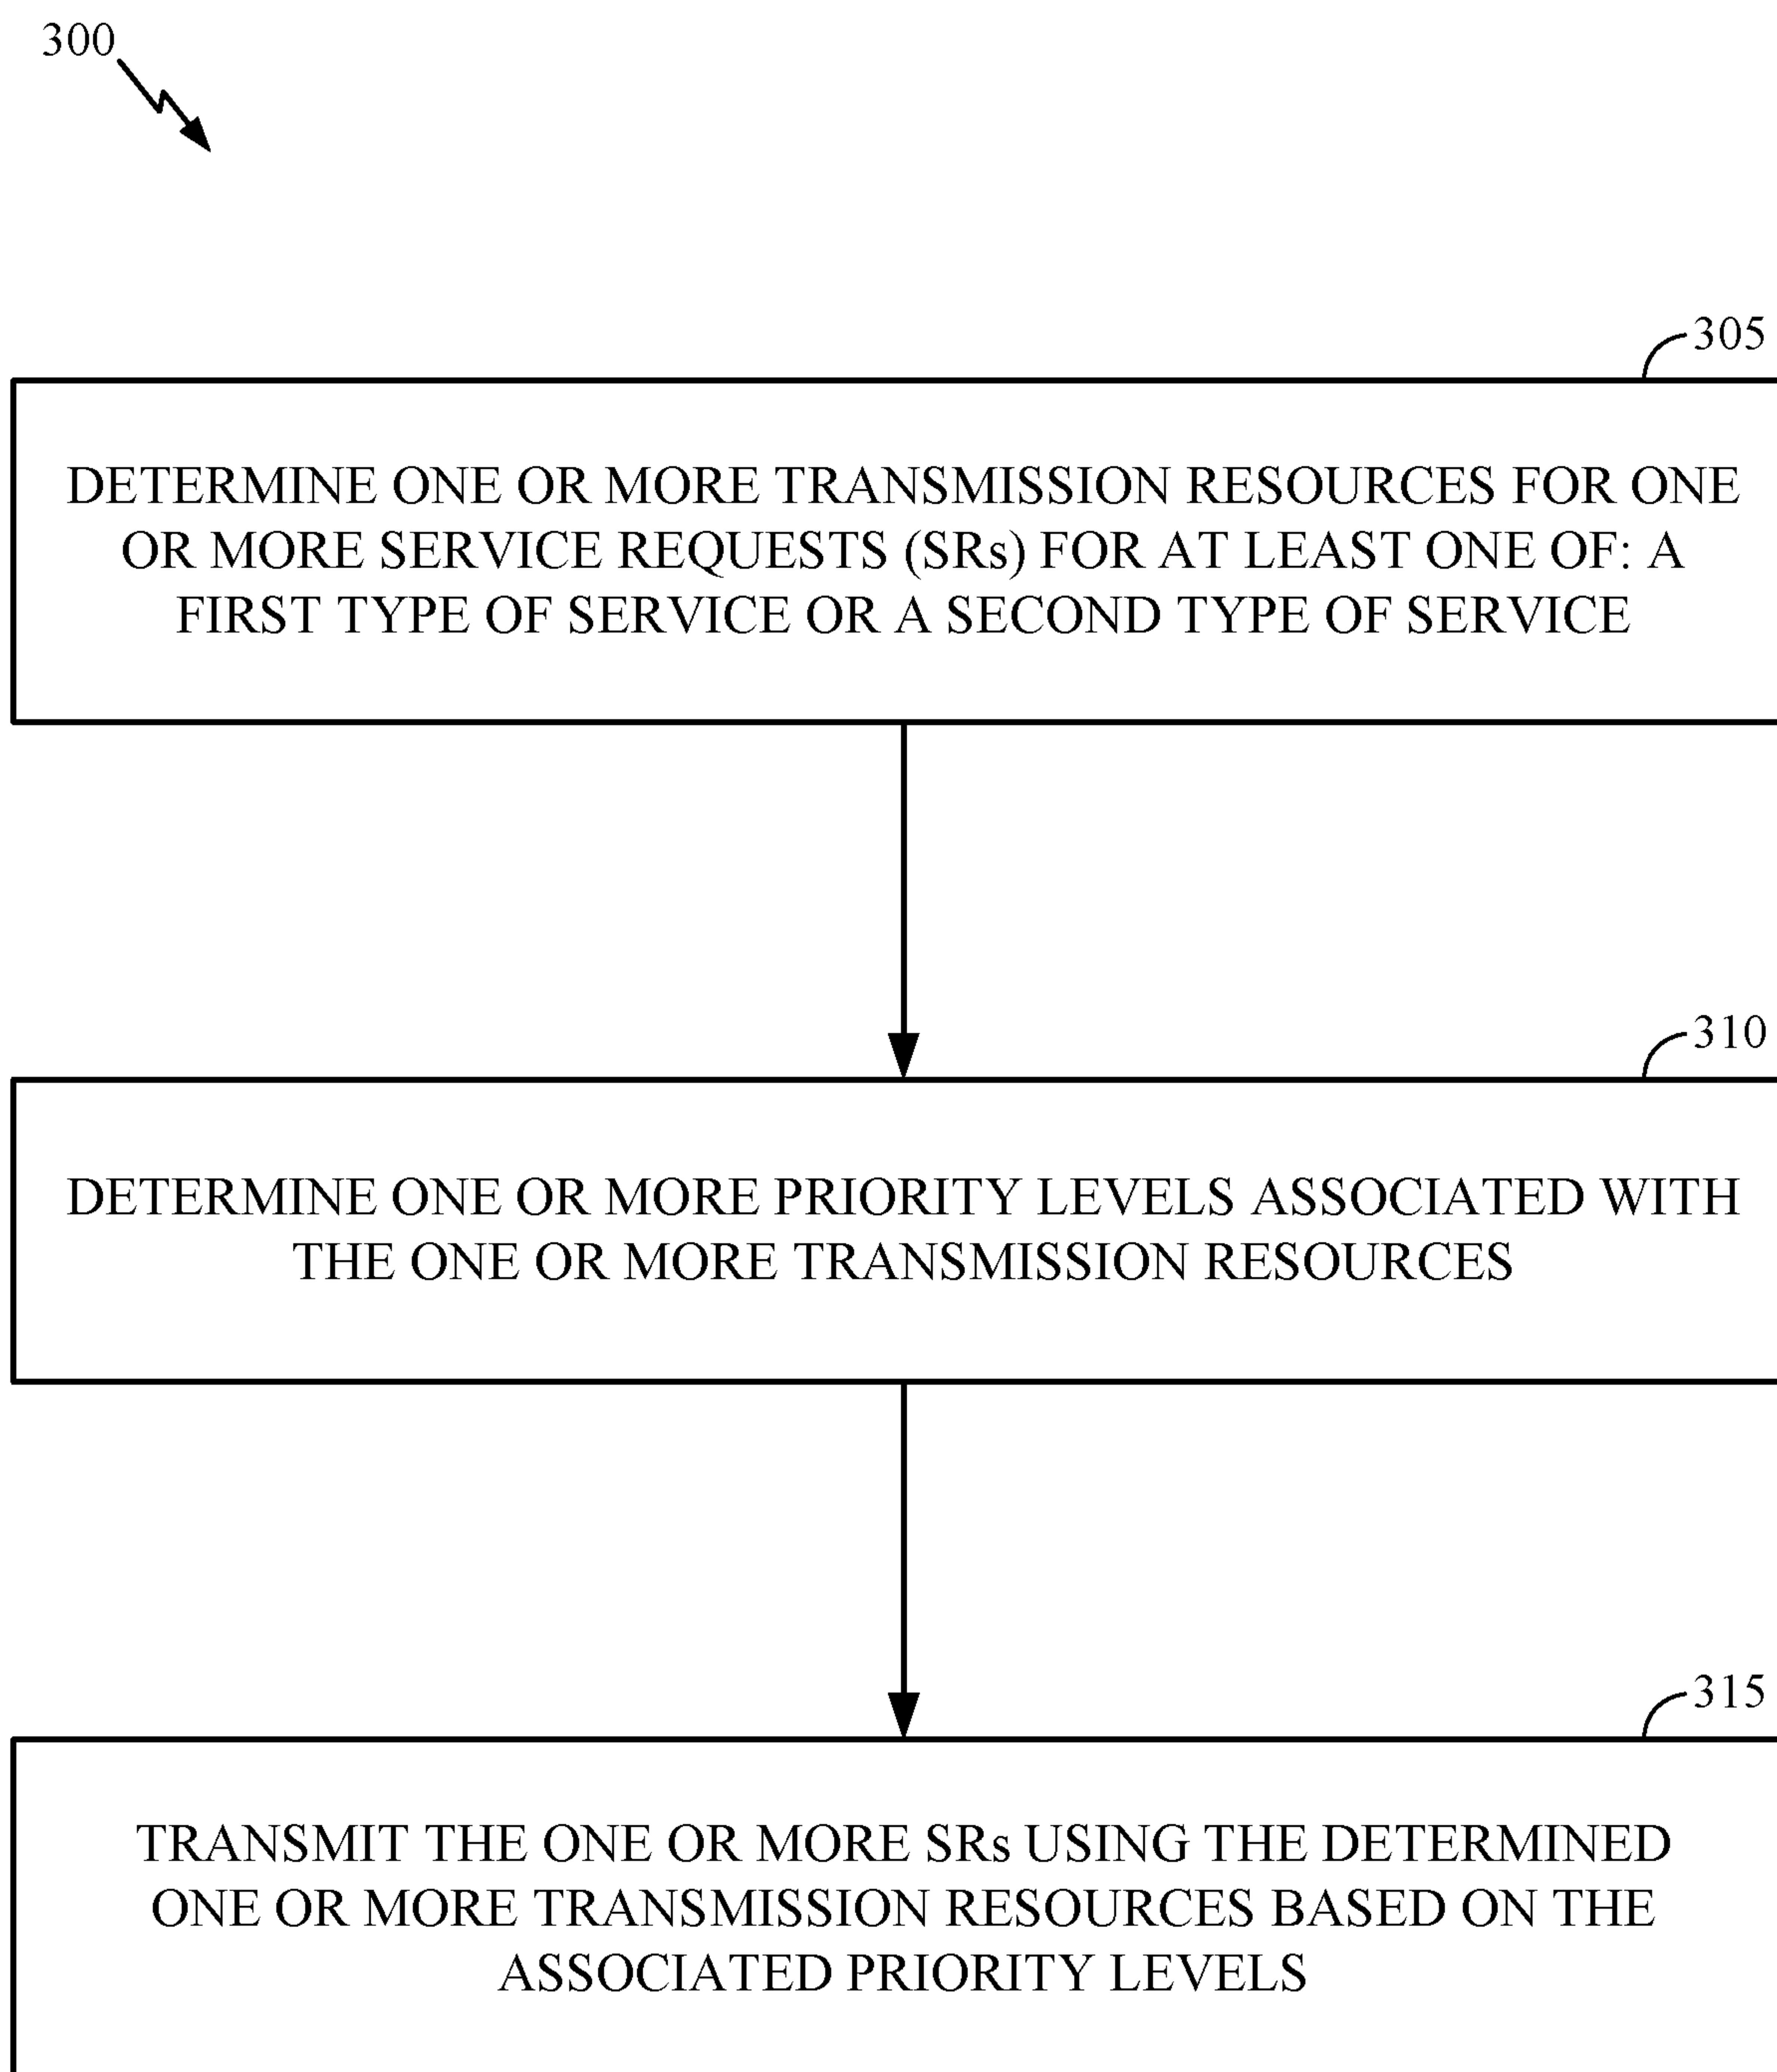 300
305
DETERMINE ONE OR MORE TRANSMISSION RESOURCES FOR ONE
OR MORE SERVICE REQUESTS (SRs) FOR AT LEAST ONE OF: A
FIRST TYPE OF SERVICE OR A SECOND TYPE OF SERVICE
310
DETERMINE ONE OR MORE PRIORITY LEVELS ASSOCIATED WITH
THE ONE OR MORE TRANSMISSION RESOURCES
315
TRANSMIT THE ONE OR MORE SRs USING THE DETERMINED
ONE OR MORE TRANSMISSION RESOURCES BASED ON THE
ASSOCIATED PRIORITY LEVELS